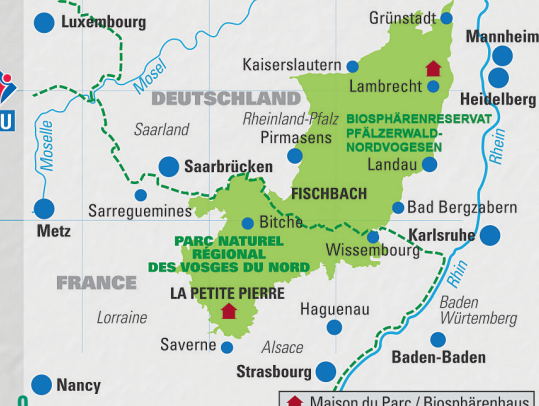 Grünstadt
Luxembourg
Mannheim
Kaiserslautern
Mosel
Lambrecht
DEUTSCHLAND
Heidelberg
Rheinland-Pfalz
BIOSPHÄRENRESERVAT
PFÄLZERWALD-
NORDVOGESEN
U
Saarland
Pirmasens
Moselle
Rhein
Saarbrücken
Landau
FISCHBACH
Sarreguemines
Bad Bergzabern
Metz
Bitche
Karlsruhe
PARC NATUREL
RÉGIONAL
DES VOSGES DU NORD
Wissembourg
FRANCE
Rhin
LA PETITE PIERRE
Baden
Würtemberg
Lorraine
Haguenau
Saverne
Alsace
Baden-Baden
Strasbourg
Nancy
0
Maison du Parc / Biosphärenhaus